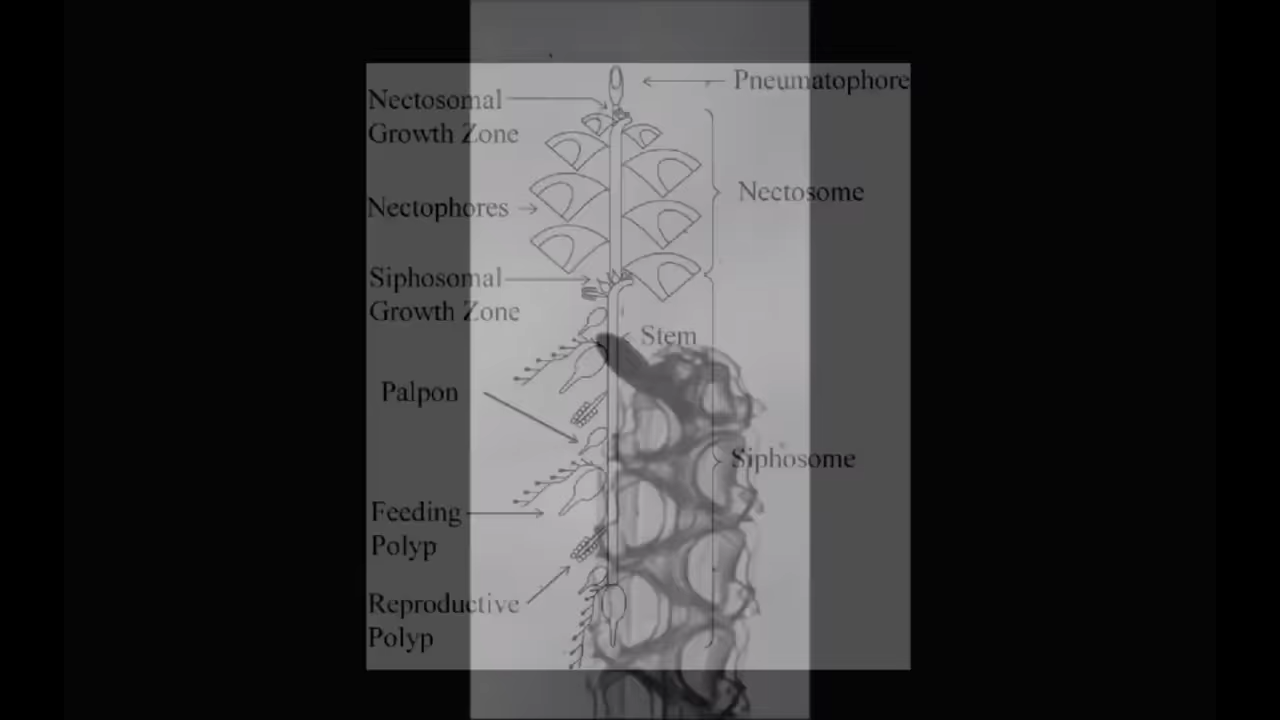 Pneumatophore
Nectosomal
Growth Zone
Nectosome
Nectophores
Siphosomal
Growth Zone
Stem
Palpon
Siphosome
Feeding
Polyp
Reproductive
Polyp